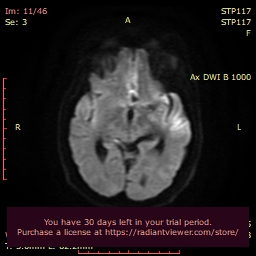 Im: 11/46
Se: 3
A
STP117
STP117
F
Ax DWI B 1000
R
L
You have 30 days left in your trial period.
Purchase a license at https://radiantviewer.com/store/